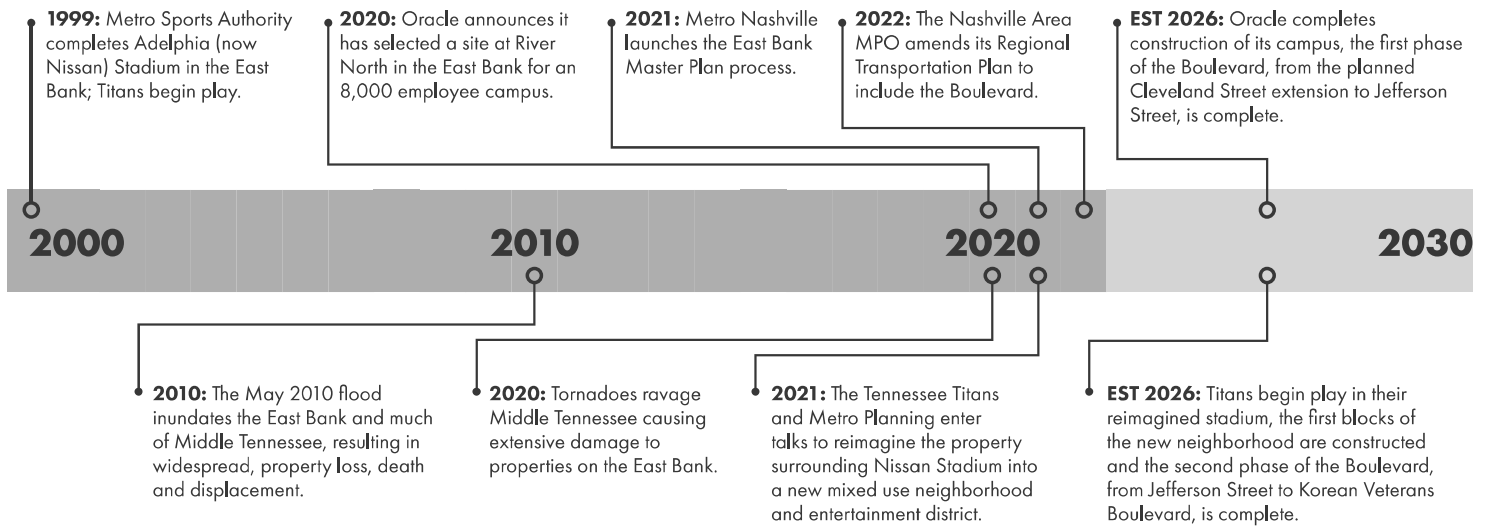 1999: Metro Sports Authority
completes Adelphia (now
Nissan) Stadium in the East
Bank; Titans begin play.
2020: Oracle announces it
has selected a site at River
North in the East Bank for an
8,000 employee campus.
2021: Metro Nashville
launches the East Bank
Master Plan process.
2022: The Nashville Area
MPO amends its Regional
Transportation Plan to
include the Boulevard.
EST 2026: Oracle completes
construction of its campus, the first phase
of the Boulevard, from the planned
Cleveland Street extension to Jefferson
Street, is complete.
2000
2010
2020
2030
2010: The May 2010 flood
inundates the East Bank and much
of Middle Tennessee, resulting in
widespread, property loss, death
and displacement.
2020: Tornadoes ravage
Middle Tennessee causing
extensive damage to
properties on the East Bank.
2021: The Tennessee Titans
and Metro Planning enter
talks to reimagine the property
surrounding Nissan Stadium into
a new mixed use neighborhood
and entertainment district.
EST 2026: Titans begin play in their
reimagined stadium, the first blocks of
the new neighborhood are constructed
and the second phase of the Boulevard,
from Jefferson Street to Korean Veterans
Boulevard, is complete.